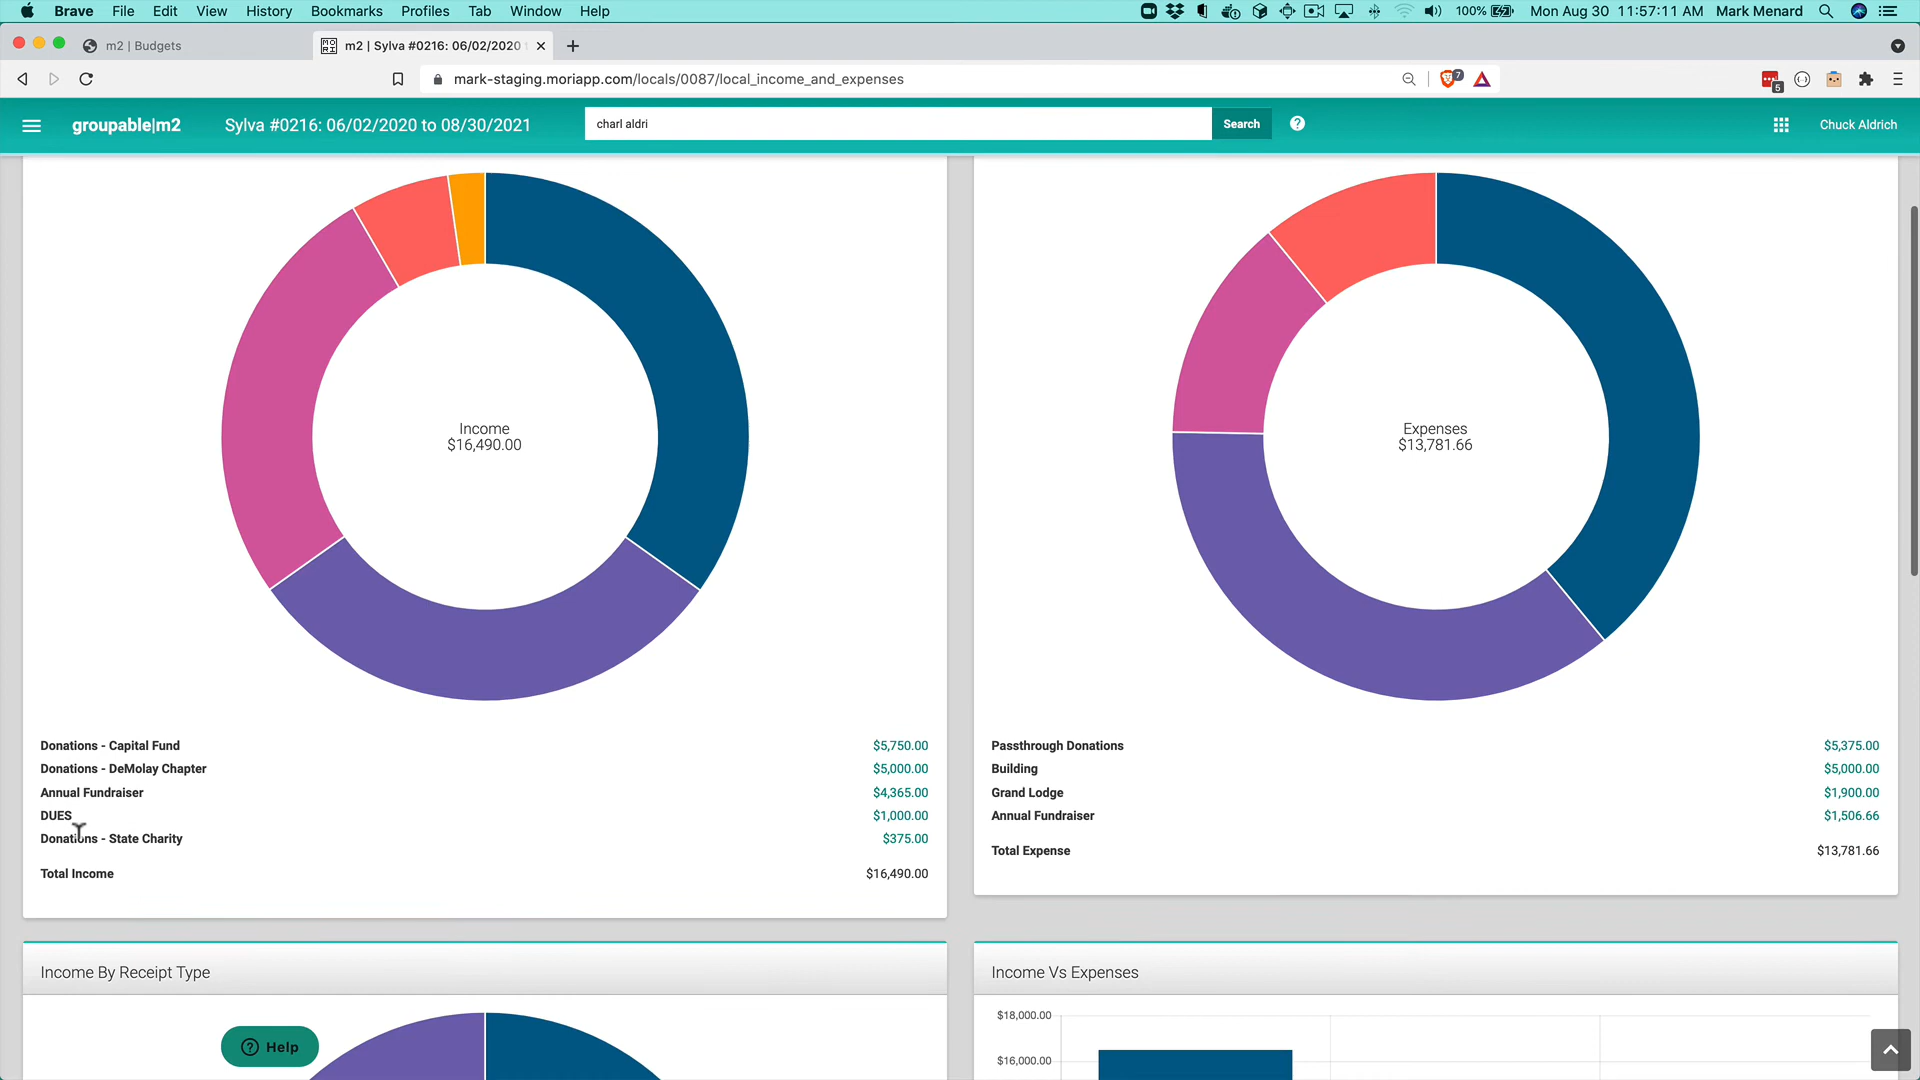 Brave File Edit View History Bookmarks Profiles Tab Window Help 100% Mon Aug 30 11:57:11 AM Mark Menard
m2 | Budgets
m2 | Sylva #0216: 06/02/2020
mark-staging.moriapp.com/locals/0087/local_income_and_expenses
7
5
groupable|m2
Sylva #0216: 06/02/2020 to 08/30/2021
charl aldri
Search
Chuck Aldrich
Income
$16,490.00
Expenses
$13,781.66
Donations - Capital Fund $5,750.00
Donations - DeMolay Chapter $5,000.00
Annual Fundraiser $4,365.00
DUES $1,000.00
Donations - State Charity $375.00
Total Income $16,490.00
Passthrough Donations $5,375.00
Building $5,000.00
Grand Lodge $1,900.00
Annual Fundraiser $1,506.66
Total Expense $13,781.66
Income By Receipt Type
Income Vs Expenses
$18,000.00
$16,000.00
Help